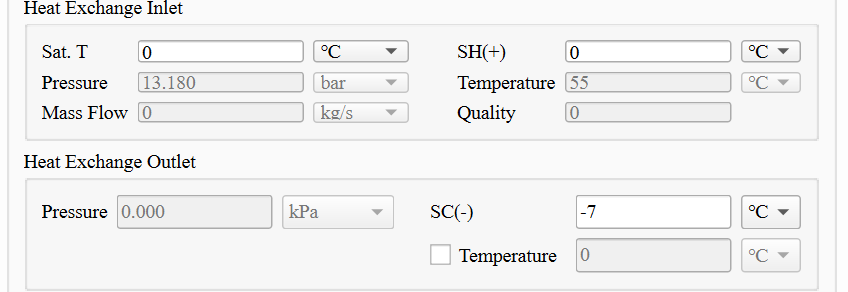 Heat Exchange Inlet
Sat. T 0 °C SH(+) 0 °C
Pressure 13.180 bar Temperature 55 °C
Mass Flow 0 kg/s Quality 0
Heat Exchange Outlet
Pressure 0.000 kPa SC(-) -7 °C
Temperature 0 °C